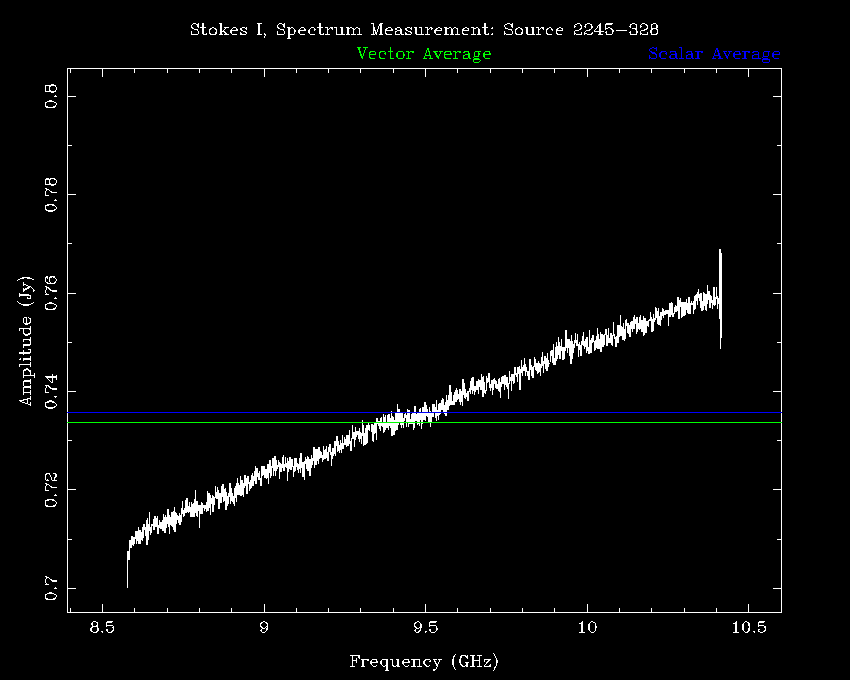 Stokes I, Spectrum Measurement: Source 2245−328
Vector Average Scalar Average
0.8
0.78
0.76
0.74
0.72
0.7
Amplitude (Jy)
8.5 9 9.5 10 10.5
Frequency (GHz)